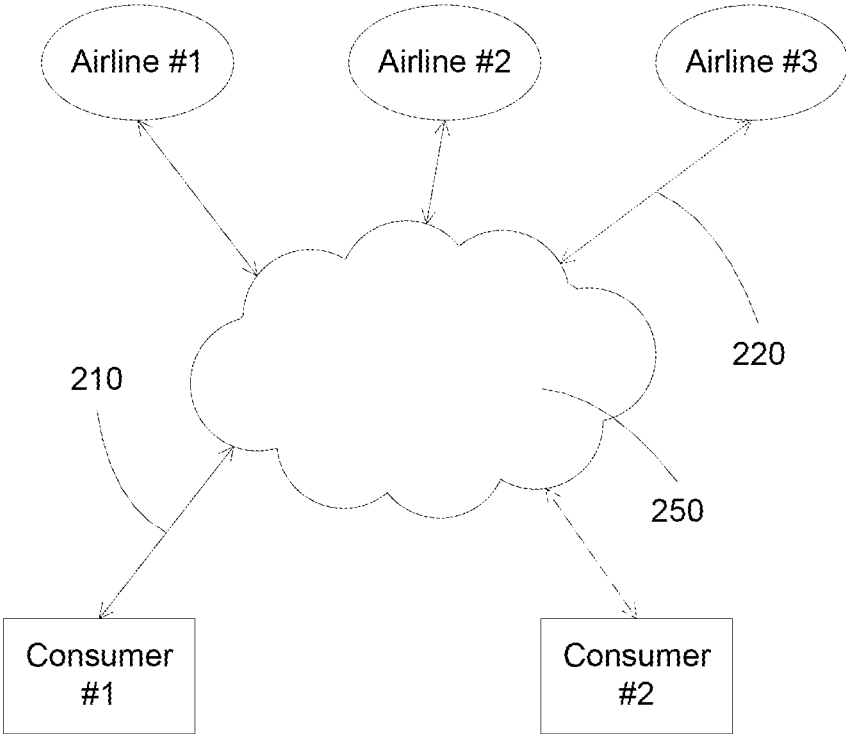 Airline #1
Airline #2
Airline #3
220
210
250
Consumer
#1
Consumer
#2